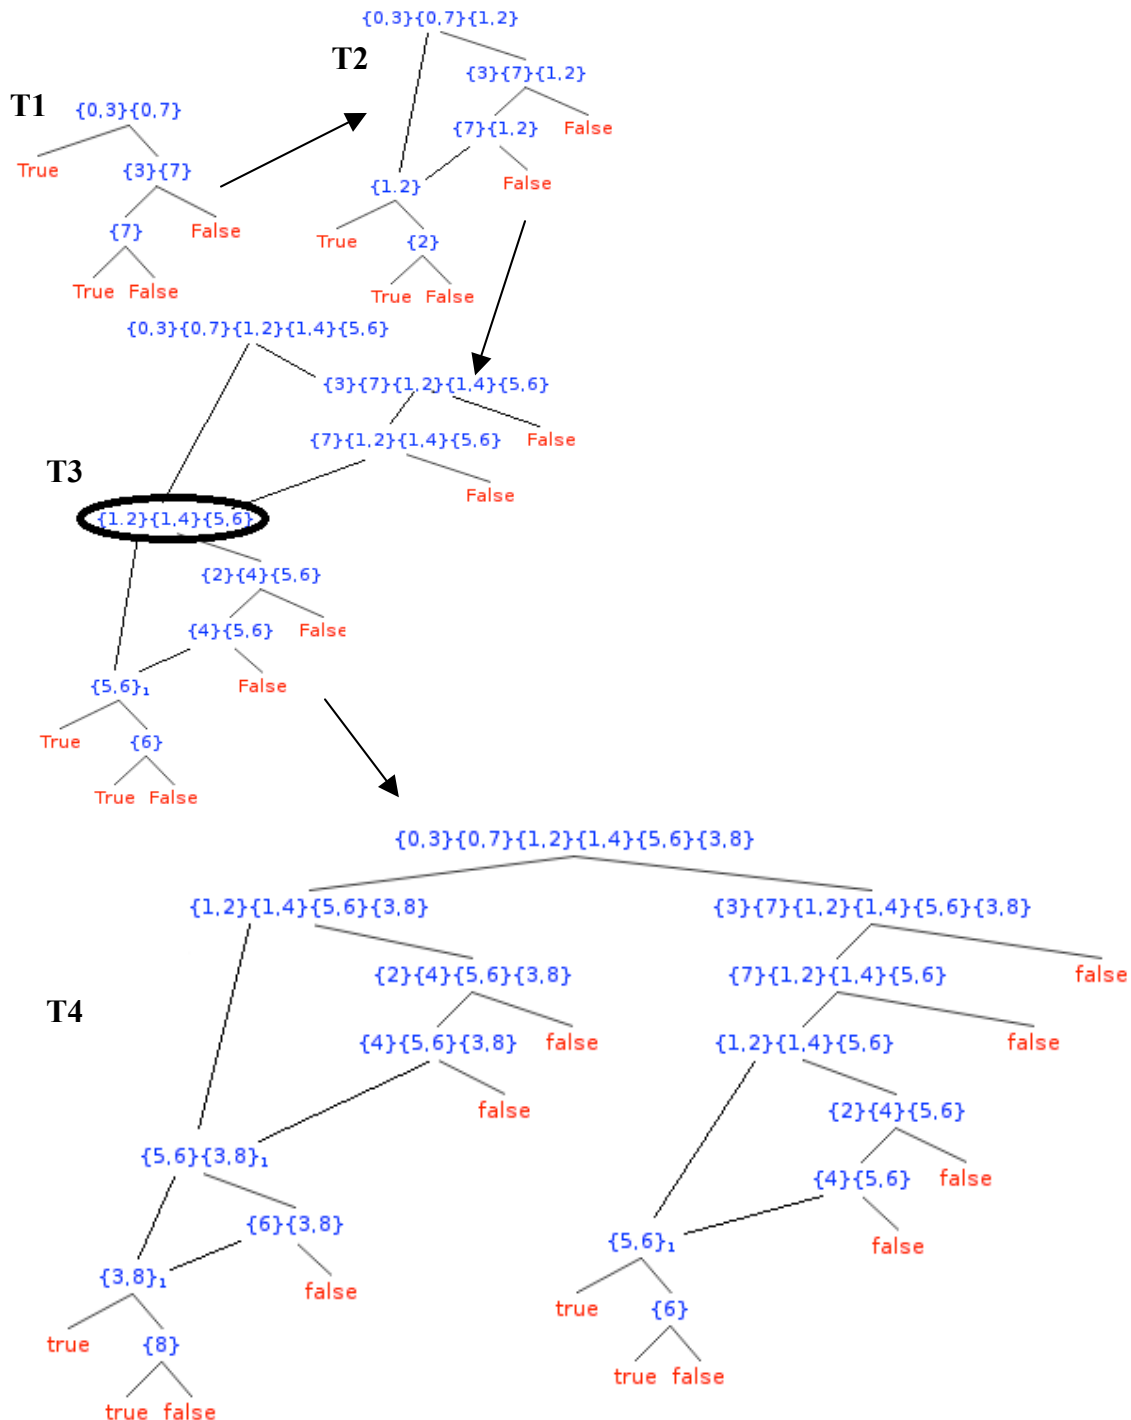 {0,3}{0,7}{1,2}
T2
{3}{7}{1,2}
T1
{0,3}{0,7}
{7}{1,2}
False
True
{3}{7}
{1.2}
False
{7}
False
True
{2}
True
False
True
False
{0,3}{0,7}{1,2}{1,4}{5,6}
{3}{7}{1,2}{1,4}{5,6}
{7}{1,2}{1,4}{5,6}
False
T3
False
{1.2}{1,4}{5,6}
{2}{4}{5,6}
{4}{5,6}
False
{5,6}₁
False
True
{6}
True
False
{0,3}{0,7}{1,2}{1,4}{5,6}{3,8}
{1,2}{1,4}{5,6}{3,8}
{3}{7}{1,2}{1,4}{5,6}{3,8}
{2}{4}{5,6}{3,8}
{7}{1,2}{1,4}{5,6}
false
T4
{4}{5,6}{3,8}
false
{1,2}{1,4}{5,6}
false
false
{2}{4}{5,6}
{5,6}{3,8}₁
{4}{5,6}
false
{6}{3,8}
{5,6}₁
false
{3,8}₁
false
true
{6}
true
{8}
true
false
true
false